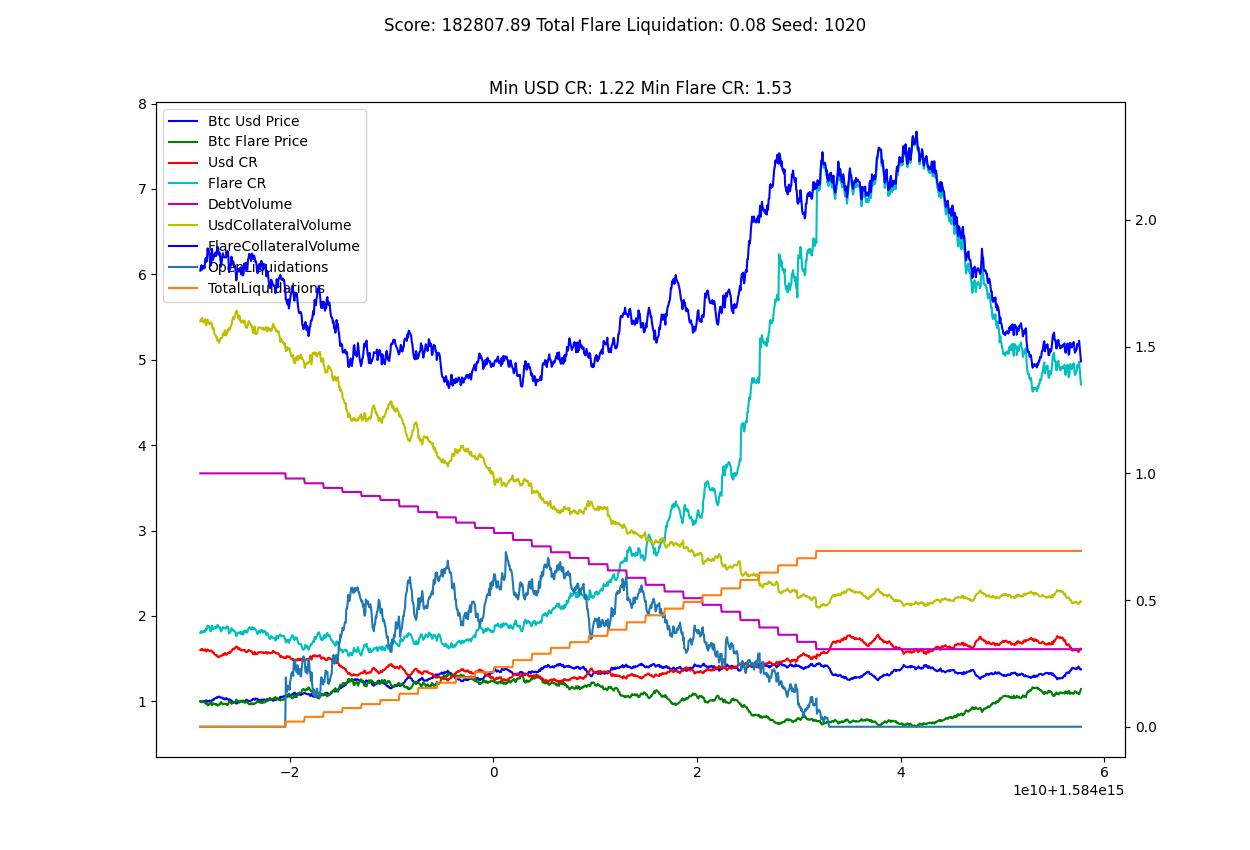 Score: 182807.89 Total Flare Liquidation: 0.08 Seed: 1020
Min USD CR: 1.22 Min Flare CR: 1.53
Btc Usd Price
Btc Flare Price
Usd CR
Flare CR
DebtVolume
UsdCollateralVolume
FlareCollateralVolume
OpenLiquidations
TotalLiquidations
8
7
6
5
4
3
2
1
2.0
1.5
1.0
0.5
0.0
−2
0
2
4
6
1e10+1.584e15